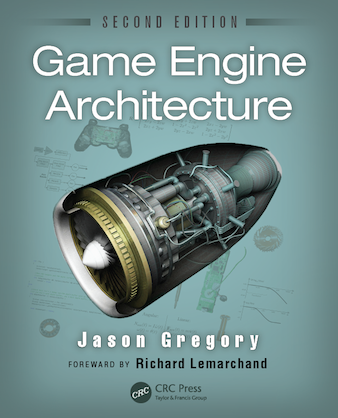 SECOND EDITION
Game Engine
Architecture
Jason Gregory
FOREWORD BY Richard Lemarchand
CRC
CRC Press
Taylor & Francis Group